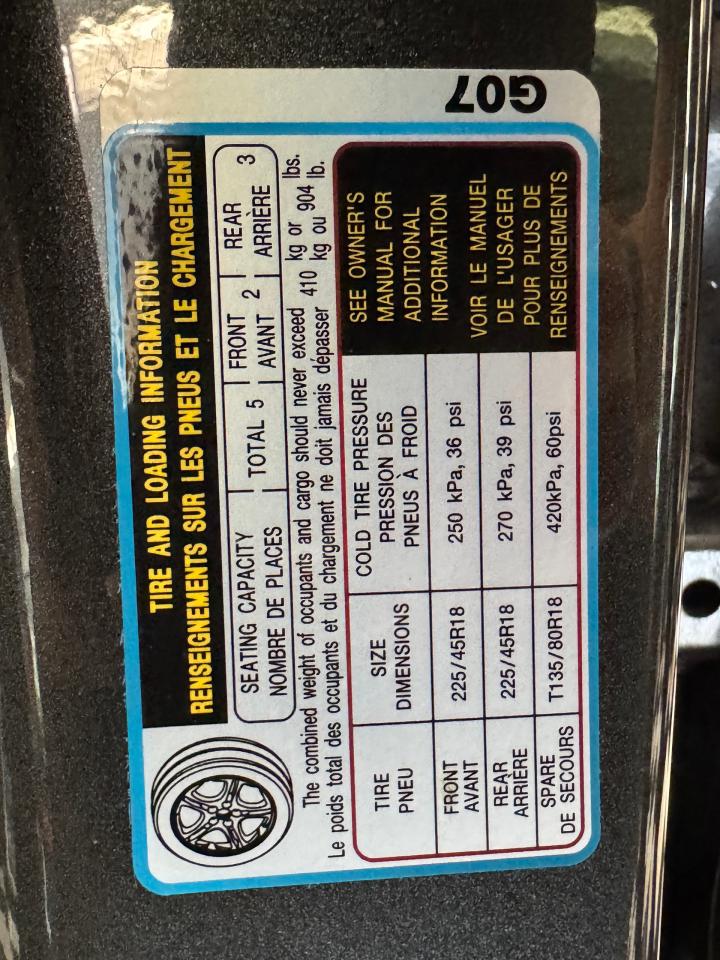 G07
TIRE AND LOADING INFORMATION
RENSEIGNEMENTS SUR LES PNEUS ET LE CHARGEMENT
SEATING CAPACITY
NOMBRE DE PLACES
TOTAL 5
FRONT
AVANT 2
REAR
ARRIÈRE 3
The combined weight of occupants and cargo should never exceed 410 kg or lbs.
Le poids total des occupants et du chargement ne doit jamais dépasser kg ou 904 lb.
TIRE
PNEU
SIZE
DIMENSIONS
COLD TIRE PRESSURE
PRESSION DES
PNEUS À FROID
FRONT
AVANT
225/45R18
250 kPa, 36 psi
REAR
ARRIÈRE
225/45R18
270 kPa, 39 psi
SPARE
DE SECOURS
T135/80R18
420kPa, 60psi
SEE OWNER'S
MANUAL FOR
ADDITIONAL
INFORMATION
VOIR LE MANUEL
DE L'USAGER
POUR PLUS DE
RENSEIGNEMENTS